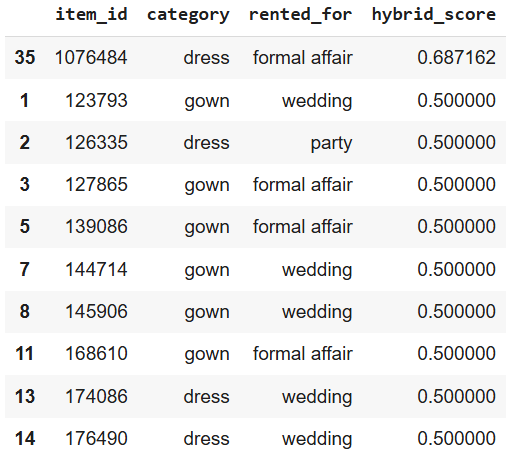 item_id category rented_for hybrid_score
35 1076484 dress formal affair 0.687162
1 123793 gown wedding 0.500000
2 126335 dress party 0.500000
3 127865 gown formal affair 0.500000
5 139086 gown formal affair 0.500000
7 144714 gown wedding 0.500000
8 145906 gown wedding 0.500000
11 168610 gown formal affair 0.500000
13 174086 dress wedding 0.500000
14 176490 dress wedding 0.500000